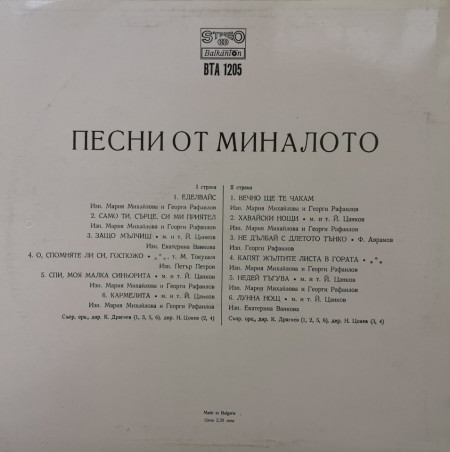 STEREO
Balkanton
BTA 1205
ПЕСНИ ОТ МИНАЛОТО
I страна
1. ЕДЕЛВАЙС
Изп. Мария Михайлова и Георги Рафаилов
2. САМО ТИ, СЪРЦЕ, СИ МИ ПРИЯТЕЛ
Изп. Мария Михайлова и Георги Рафаилов
3. ЗАЩО МЪЛЧИШ • м. и т. Й. Цанков
Изп. Екатерина
4. О, СПОМНЯТЕ ЛИ СИ, ГОСПОЖО • * * *, т. М.
Изп. Петър Петров
5. СПИ, МОЯ МАЛКА СИНЬОРИТА • м. и т. Й. Цанков
Изп. Мария Михайлова и Георги Рафаилов
6. КАРМЕЛИТА • м. и т. Й. Цанков
Изп. Мария Михайлова и Георги Рафаилов
Съпр. орк., дир. К. Драгнев (1, 3, 5, 6), дир. Н. Цонев (2, 4)
II страна
1. ВЕЧНО ЩЕ ТЕ ЧАКАМ
Изп. Мария Михайлова и Георги Рафаилов
2. ХАВАЙСКИ НОЩИ • м. и т. Й. Цанков
Изп. Мария Михайлова и Георги Рафаилов
3. НЕ ДЪЛБАЙ С ДЛЕТОТО ТЪНКО • Ф. Аврамов
Изп. Георги Рафаилов
4. КАПЯТ ЖЪЛТИТЕ ЛИСТА В ГОРАТА • * * *
Изп. Мария Михайлова и Георги Рафаилов
5. НЕДЕЙ ТЪГУВА • м. и т. Й. Цанков
Изп. Мария Михайлова и Георги Рафаилов
6. ЛУННА НОЩ • м. и т. Й. Цанков
Изп. Екатерина
Съпр. орк., дир. К. Драгнев (1, 2, 5, 6), дир. Н. Цонев (3, 4)
Made in Bulgaria
Цена